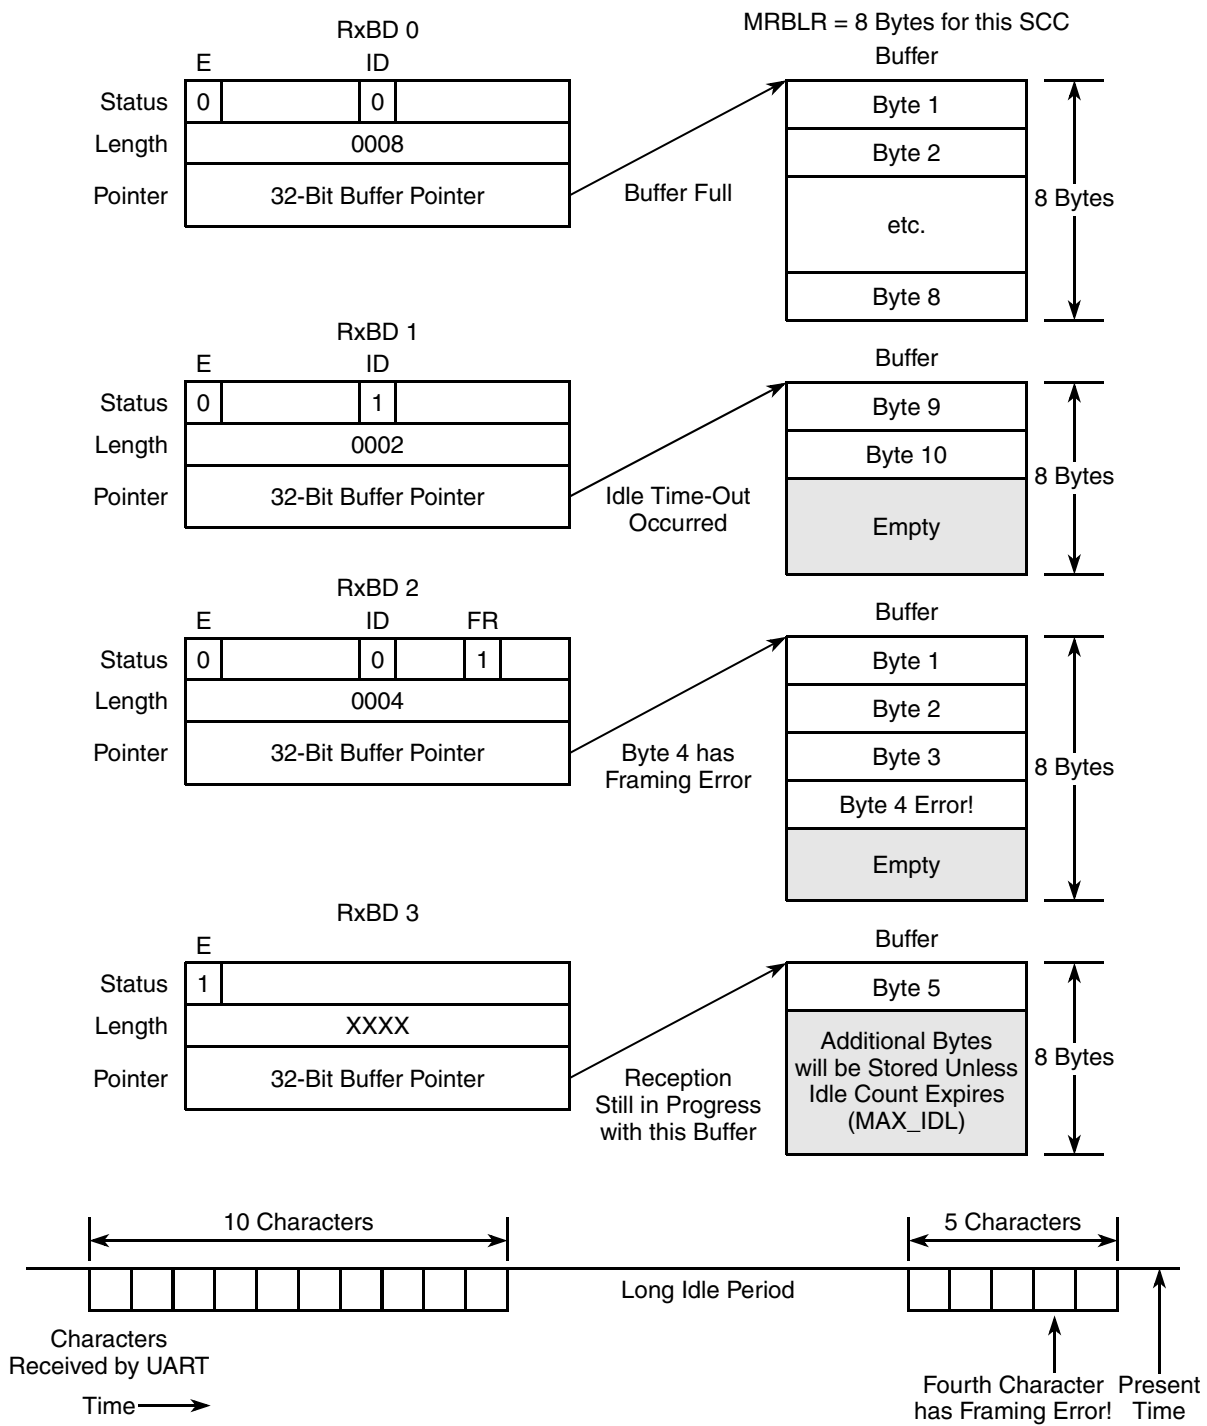 MRBLR = 8 Bytes for this SCC
RxBD 0
Buffer
E ID
Status 0 0
Byte 1
Length 0008
Byte 2
Pointer 32-Bit Buffer Pointer
Buffer Full
8 Bytes
etc.
Byte 8
RxBD 1
Buffer
E ID
Status 0 1
Byte 9
Length 0002
Byte 10
Pointer 32-Bit Buffer Pointer
Idle Time-Out
Occurred
8 Bytes
Empty
RxBD 2
Buffer
E ID FR
Status 0 0 1
Byte 1
Length 0004
Byte 2
Pointer 32-Bit Buffer Pointer
Byte 4 has
Framing Error
Byte 3
8 Bytes
Byte 4 Error!
Empty
RxBD 3
Buffer
E
Status 1
Byte 5
Length XXXX
Pointer 32-Bit Buffer Pointer
Reception
Still in Progress
with this Buffer
Additional Bytes
will be Stored Unless
Idle Count Expires
(MAX_IDL)
8 Bytes
10 Characters
5 Characters
Long Idle Period
Characters
Received by UART
Time
Fourth Character
has Framing Error!
Present
Time